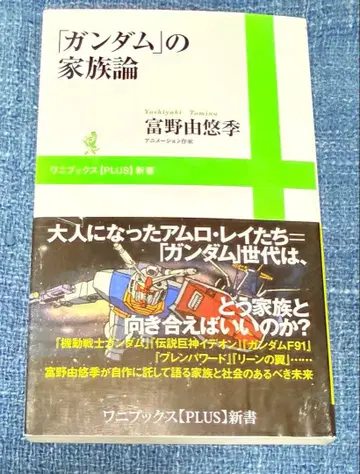 「ガンダム」の
家族論
Yoshiyuki Tomino
富野由悠季
アニメーション作家
ワニブックス【PLUS】新書
大人になったアムロ・レイたち=
「ガンダム」世代は、
どう家族と
向き合えばいいのか?
『機動戦士ガンダム』『伝説巨神イデオン』『ガンダムF91』
『ブレンパワード』『リーンの翼』……
富野由悠季が自作に託して語る家族と社会のあるべき未来
ワニブックス【PLUS】新書